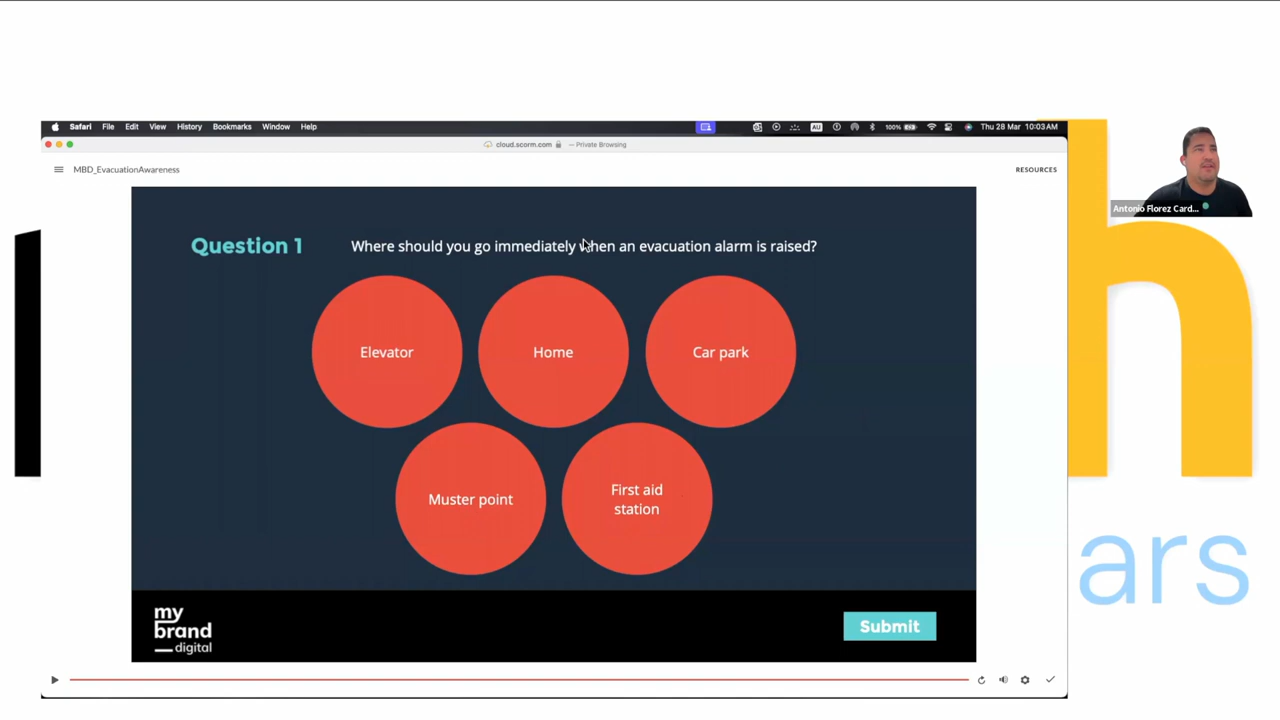 Safari File Edit View History Bookmarks Window Help AU 100% Thu 28 Mar 10:03 AM
cloud.scorm.com — Private Browsing
MBD_EvacuationAwareness RESOURCES
Antonio Florez Card...
Question 1 Where should you go immediately when an evacuation alarm is raised?
Elevator Home Car park
Muster point First aid
station
my
brand
digital
Submit
h
ars